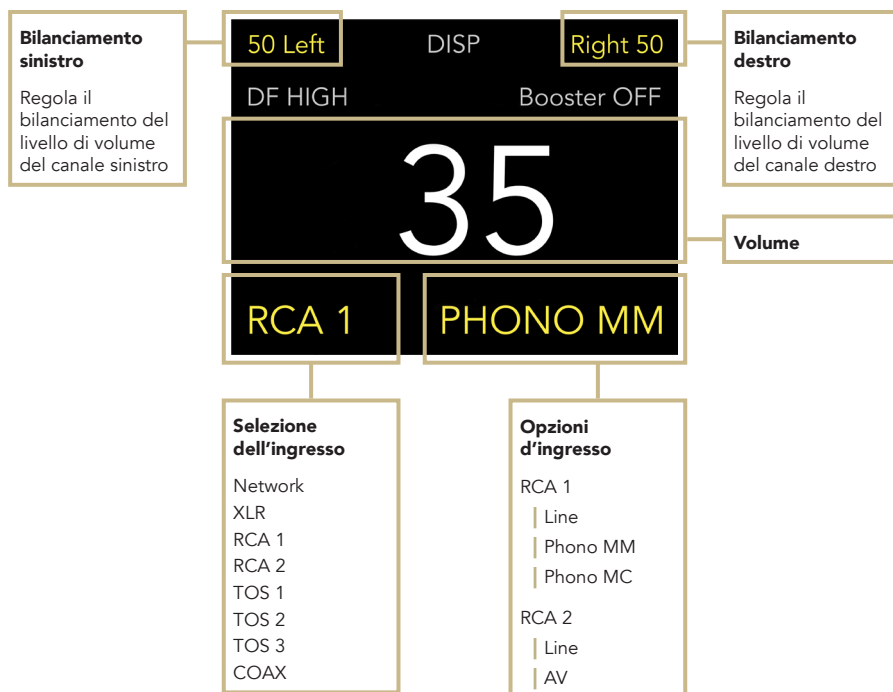 Bilanciamento
sinistro
Regola il
bilanciamento del
livello di volume
del canale sinistro
50 Left
DISP
Right 50
DF HIGH
Booster OFF
35
RCA 1
PHONO MM
Bilanciamento
destro
Regola il
bilanciamento del
livello di volume
del canale destro
Volume
Selezione
dell'ingresso
Network
XLR
RCA 1
RCA 2
TOS 1
TOS 2
TOS 3
COAX
Opzioni
d'ingresso
RCA 1
Line
Phono MM
Phono MC
RCA 2
Line
AV